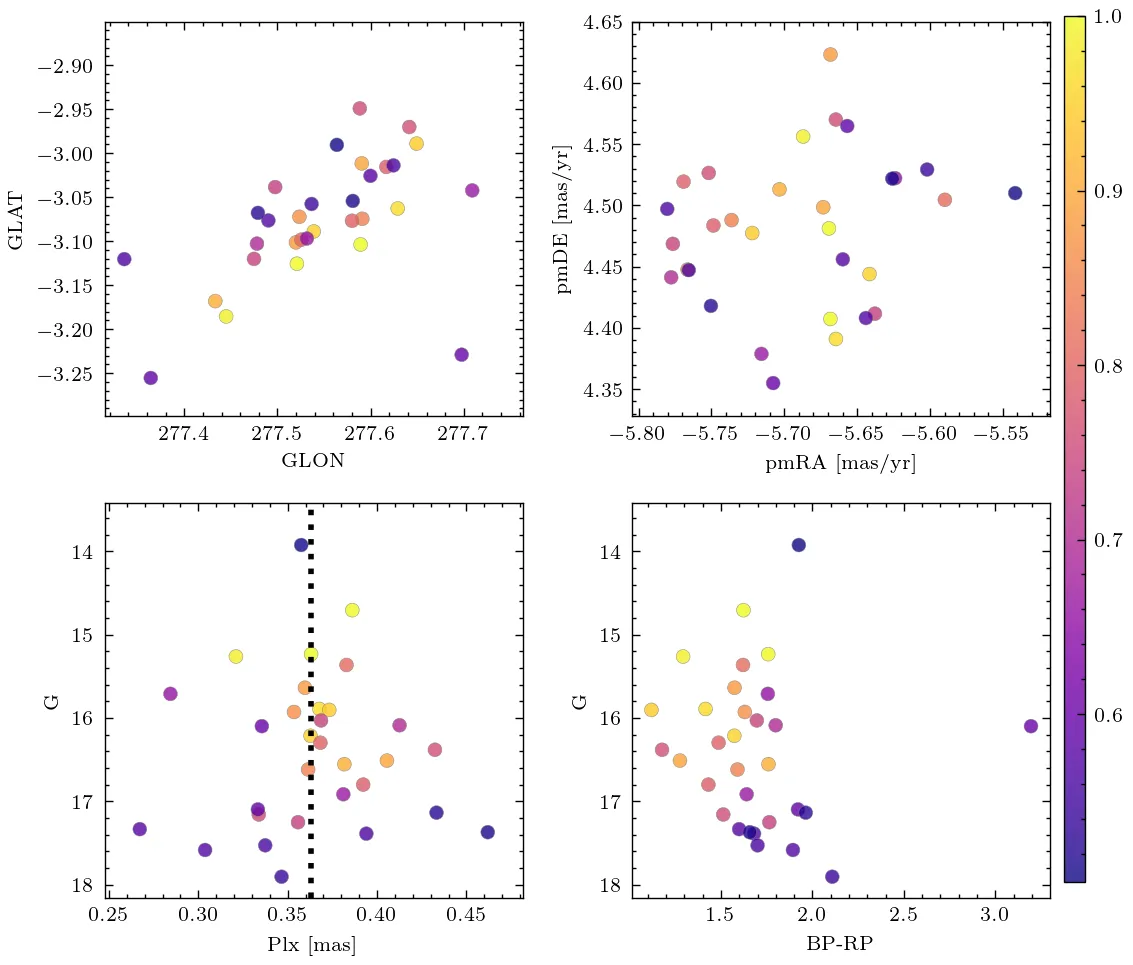 −2.90
−2.95
−3.00
−3.05
−3.10
−3.15
−3.20
−3.25
GLAT
277.4 277.5 277.6 277.7
GLON
4.65
4.60
4.55
4.50
4.45
4.40
4.35
pmDE [mas/yr]
−5.80 −5.75 −5.70 −5.65 −5.60 −5.55
pmRA [mas/yr]
1.0
0.9
0.8
0.7
0.6
14
15
16
17
18
G
0.25 0.30 0.35 0.40 0.45
Plx [mas]
14
15
16
17
18
G
1.5 2.0 2.5 3.0
BP-RP